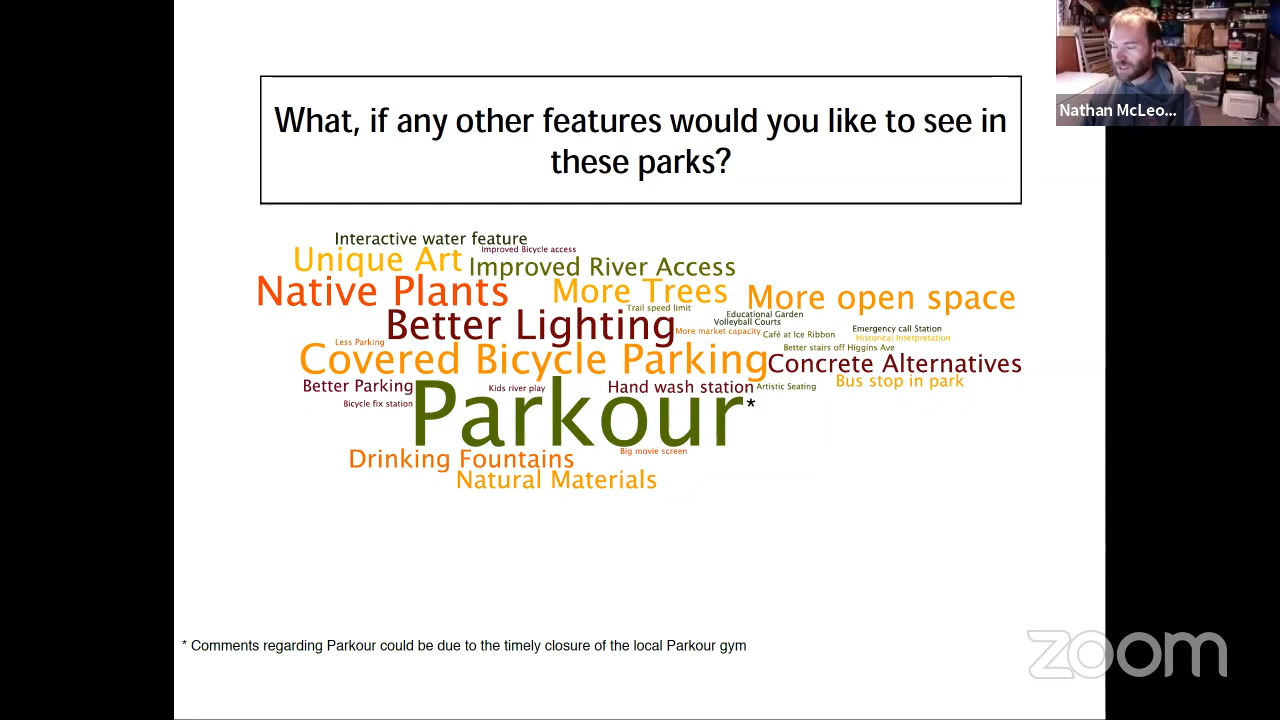 What, if any other features would you like to see in
these parks?
Nathan McLeo...
Interactive water feature
Improved Bicycle access
Unique Art
Improved River Access
Native Plants
More Trees
More open space
Trail speed limit
Educational Garden
Volleyball Courts
Better Lighting
More market capacity
Café at Ice Ribbon
Emergency call Station
Historical Interpretation
Less Parking
Better stairs off Higgins Ave
Covered Bicycle Parking
Concrete Alternatives
Better Parking
Kids river play
Hand wash station
Artistic Seating
Bus stop in park
Bicycle fix station
Parkour*
Drinking Fountains
Big movie screen
Natural Materials
* Comments regarding Parkour could be due to the timely closure of the local Parkour gym
zoom